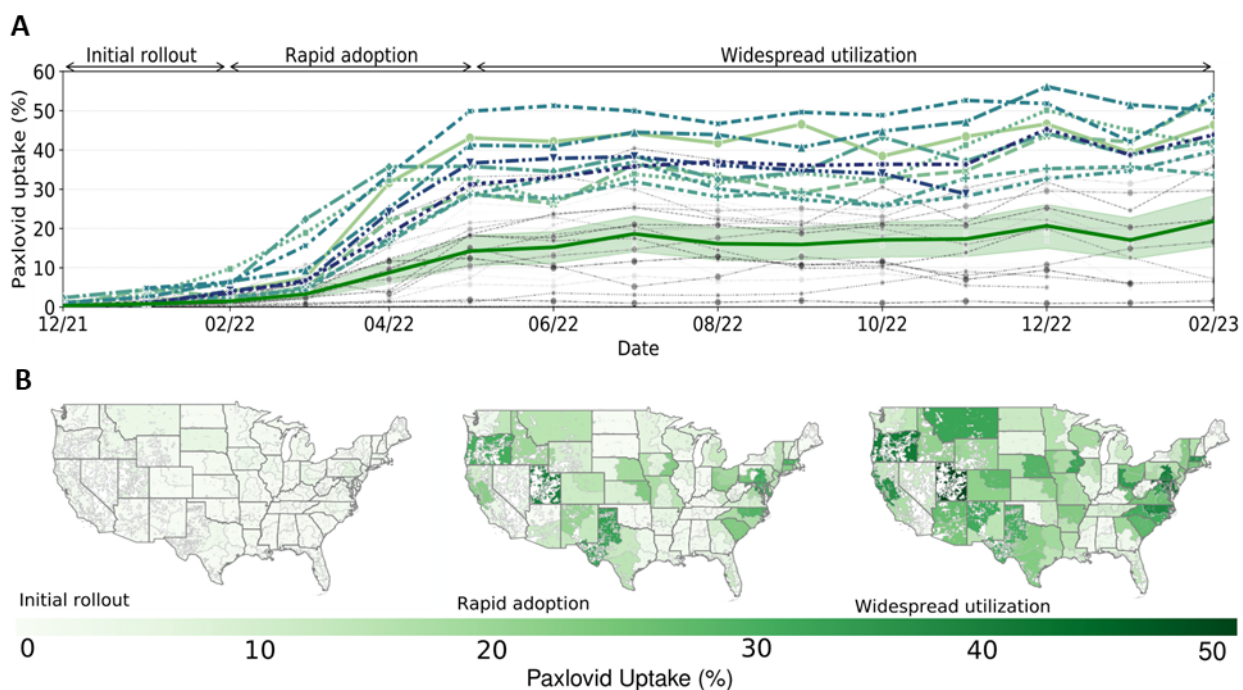 A
Initial rollout Rapid adoption Widespread utilization
Paxlovid uptake (%)
60
50
40
30
20
10
0
12/21 02/22 04/22 06/22 08/22 10/22 12/22 02/23
Date
B
Initial rollout Rapid adoption Widespread utilization
0 10 20 30 40 50
Paxlovid Uptake (%)